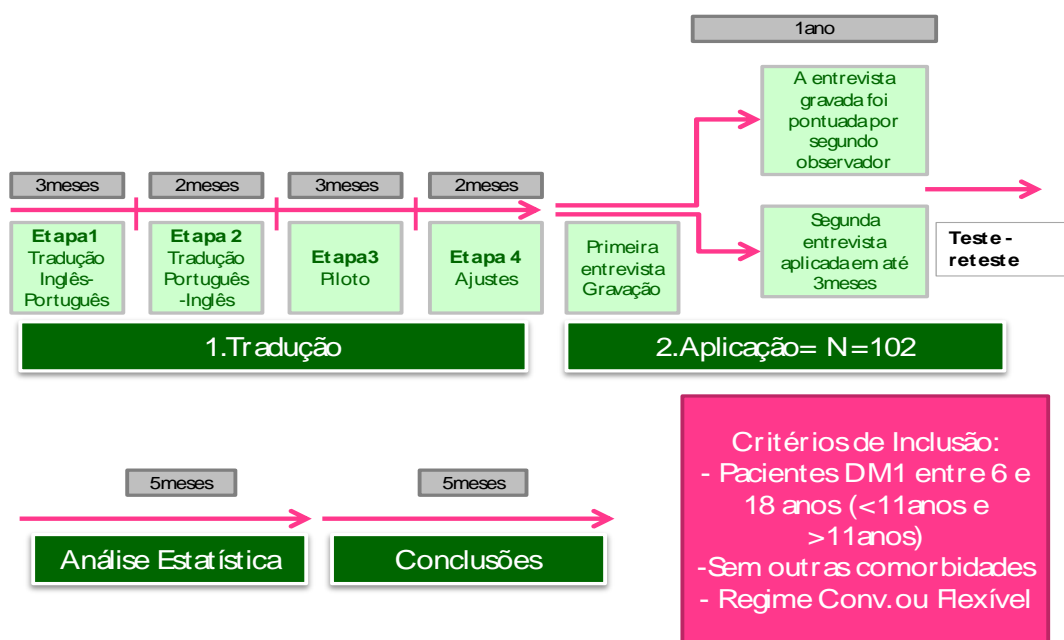 1ano
A entrevista
gravada foi
pontuada por
segundo
observador
3meses
2meses
3meses
2meses
Etapa1
Tradução
Inglês-
Português
Etapa 2
Tradução
Português
-Inglês
Etapa3
Piloto
Etapa 4
Ajustes
Primeira
entrevista
Gravação
Segunda
entrevista
aplicada em até
3meses
Teste -
reteste
1.Tradução
2.Aplicação= N=102
5meses
5meses
Análise Estatística
Conclusões
Critérios de Inclusão:
- Pacientes DM1 entre 6 e
18 anos (<11anos e
>11anos)
-Sem outras comorbidades
- Regime Conv. ou Flexível